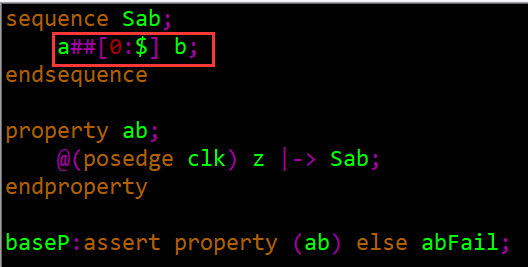 sequence Sab;
a##[0:$] b;
endsequence
property ab;
@(posedge clk) z |-> Sab;
endproperty
baseP:assert property (ab) else abFail;